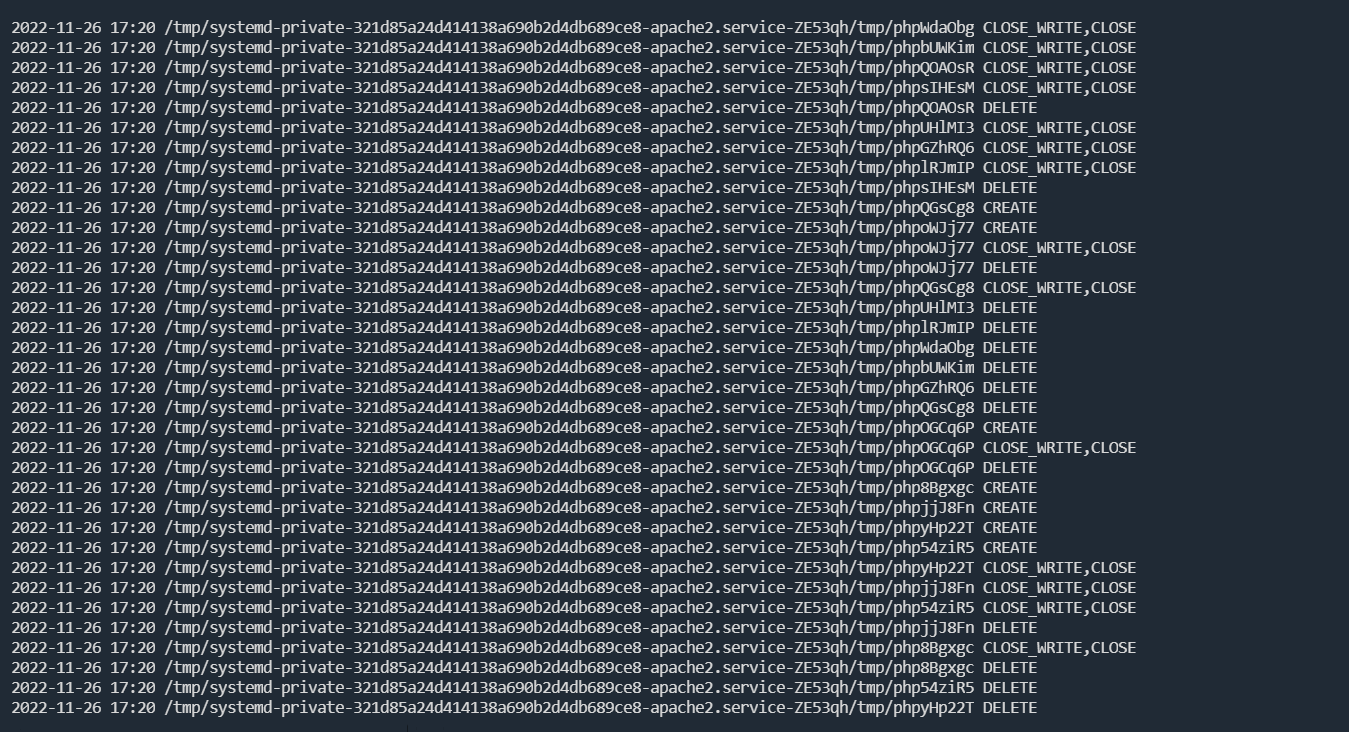 2022-11-26 17:20 /tmp/systemd-private-321d85a24d414138a690b2d4db689ce8-apache2.service-ZE53qh/tmp/phpWdaObg CLOSE_WRITE,CLOSE
2022-11-26 17:20 /tmp/systemd-private-321d85a24d414138a690b2d4db689ce8-apache2.service-ZE53qh/tmp/phpbUWKim CLOSE_WRITE,CLOSE
2022-11-26 17:20 /tmp/systemd-private-321d85a24d414138a690b2d4db689ce8-apache2.service-ZE53qh/tmp/phpQOAOsR CLOSE_WRITE,CLOSE
2022-11-26 17:20 /tmp/systemd-private-321d85a24d414138a690b2d4db689ce8-apache2.service-ZE53qh/tmp/phpsIHEsM CLOSE_WRITE,CLOSE
2022-11-26 17:20 /tmp/systemd-private-321d85a24d414138a690b2d4db689ce8-apache2.service-ZE53qh/tmp/phpQOAOsR DELETE
2022-11-26 17:20 /tmp/systemd-private-321d85a24d414138a690b2d4db689ce8-apache2.service-ZE53qh/tmp/phpUHlMI3 CLOSE_WRITE,CLOSE
2022-11-26 17:20 /tmp/systemd-private-321d85a24d414138a690b2d4db689ce8-apache2.service-ZE53qh/tmp/phpGZhRQ6 CLOSE_WRITE,CLOSE
2022-11-26 17:20 /tmp/systemd-private-321d85a24d414138a690b2d4db689ce8-apache2.service-ZE53qh/tmp/phplRJmIP CLOSE_WRITE,CLOSE
2022-11-26 17:20 /tmp/systemd-private-321d85a24d414138a690b2d4db689ce8-apache2.service-ZE53qh/tmp/phpsIHEsM DELETE
2022-11-26 17:20 /tmp/systemd-private-321d85a24d414138a690b2d4db689ce8-apache2.service-ZE53qh/tmp/phpQGsCg8 CREATE
2022-11-26 17:20 /tmp/systemd-private-321d85a24d414138a690b2d4db689ce8-apache2.service-ZE53qh/tmp/phpoWJj77 CREATE
2022-11-26 17:20 /tmp/systemd-private-321d85a24d414138a690b2d4db689ce8-apache2.service-ZE53qh/tmp/phpoWJj77 CLOSE_WRITE,CLOSE
2022-11-26 17:20 /tmp/systemd-private-321d85a24d414138a690b2d4db689ce8-apache2.service-ZE53qh/tmp/phpoWJj77 DELETE
2022-11-26 17:20 /tmp/systemd-private-321d85a24d414138a690b2d4db689ce8-apache2.service-ZE53qh/tmp/phpQGsCg8 CLOSE_WRITE,CLOSE
2022-11-26 17:20 /tmp/systemd-private-321d85a24d414138a690b2d4db689ce8-apache2.service-ZE53qh/tmp/phpUHlMI3 DELETE
2022-11-26 17:20 /tmp/systemd-private-321d85a24d414138a690b2d4db689ce8-apache2.service-ZE53qh/tmp/phplRJmIP DELETE
2022-11-26 17:20 /tmp/systemd-private-321d85a24d414138a690b2d4db689ce8-apache2.service-ZE53qh/tmp/phpWdaObg DELETE
2022-11-26 17:20 /tmp/systemd-private-321d85a24d414138a690b2d4db689ce8-apache2.service-ZE53qh/tmp/phpbUWKim DELETE
2022-11-26 17:20 /tmp/systemd-private-321d85a24d414138a690b2d4db689ce8-apache2.service-ZE53qh/tmp/phpGZhRQ6 DELETE
2022-11-26 17:20 /tmp/systemd-private-321d85a24d414138a690b2d4db689ce8-apache2.service-ZE53qh/tmp/phpQGsCg8 DELETE
2022-11-26 17:20 /tmp/systemd-private-321d85a24d414138a690b2d4db689ce8-apache2.service-ZE53qh/tmp/phpOGCq6P CREATE
2022-11-26 17:20 /tmp/systemd-private-321d85a24d414138a690b2d4db689ce8-apache2.service-ZE53qh/tmp/phpOGCq6P CLOSE_WRITE,CLOSE
2022-11-26 17:20 /tmp/systemd-private-321d85a24d414138a690b2d4db689ce8-apache2.service-ZE53qh/tmp/phpOGCq6P DELETE
2022-11-26 17:20 /tmp/systemd-private-321d85a24d414138a690b2d4db689ce8-apache2.service-ZE53qh/tmp/php8Bgxgc CREATE
2022-11-26 17:20 /tmp/systemd-private-321d85a24d414138a690b2d4db689ce8-apache2.service-ZE53qh/tmp/phpjjJ8Fn CREATE
2022-11-26 17:20 /tmp/systemd-private-321d85a24d414138a690b2d4db689ce8-apache2.service-ZE53qh/tmp/phpyHp22T CREATE
2022-11-26 17:20 /tmp/systemd-private-321d85a24d414138a690b2d4db689ce8-apache2.service-ZE53qh/tmp/php54ziR5 CREATE
2022-11-26 17:20 /tmp/systemd-private-321d85a24d414138a690b2d4db689ce8-apache2.service-ZE53qh/tmp/phpyHp22T CLOSE_WRITE,CLOSE
2022-11-26 17:20 /tmp/systemd-private-321d85a24d414138a690b2d4db689ce8-apache2.service-ZE53qh/tmp/phpjjJ8Fn CLOSE_WRITE,CLOSE
2022-11-26 17:20 /tmp/systemd-private-321d85a24d414138a690b2d4db689ce8-apache2.service-ZE53qh/tmp/php54ziR5 CLOSE_WRITE,CLOSE
2022-11-26 17:20 /tmp/systemd-private-321d85a24d414138a690b2d4db689ce8-apache2.service-ZE53qh/tmp/phpjjJ8Fn DELETE
2022-11-26 17:20 /tmp/systemd-private-321d85a24d414138a690b2d4db689ce8-apache2.service-ZE53qh/tmp/php8Bgxgc CLOSE_WRITE,CLOSE
2022-11-26 17:20 /tmp/systemd-private-321d85a24d414138a690b2d4db689ce8-apache2.service-ZE53qh/tmp/php8Bgxgc DELETE
2022-11-26 17:20 /tmp/systemd-private-321d85a24d414138a690b2d4db689ce8-apache2.service-ZE53qh/tmp/php54ziR5 DELETE
2022-11-26 17:20 /tmp/systemd-private-321d85a24d414138a690b2d4db689ce8-apache2.service-ZE53qh/tmp/phpyHp22T DELETE